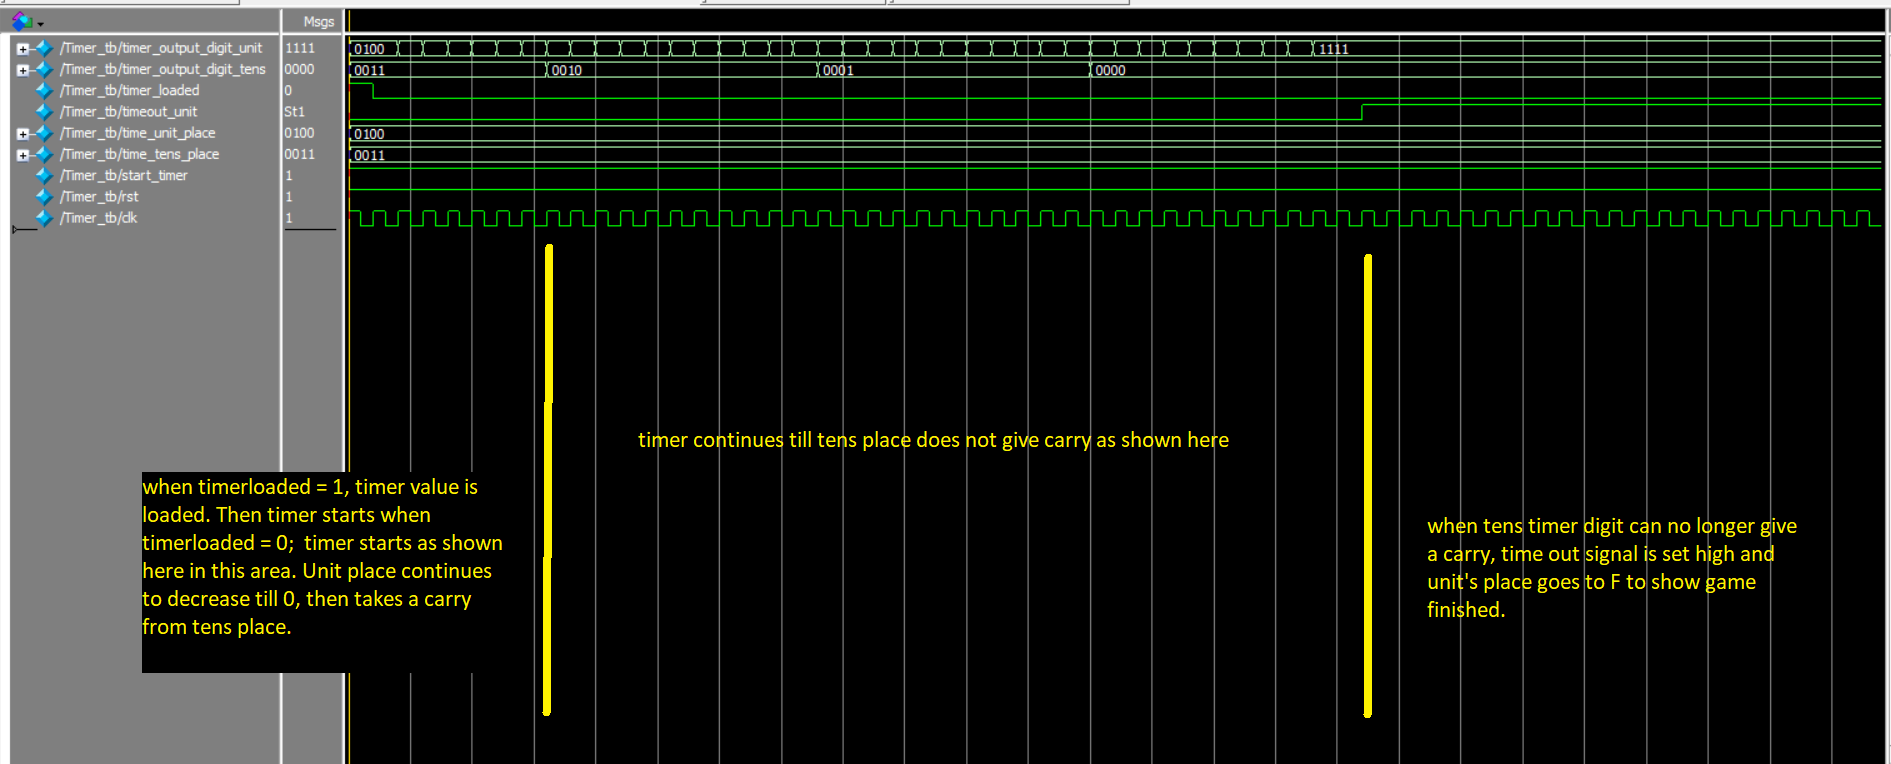 Msgs
/Timer_tb/timer_output_digit_unit 1111 0100 1111
/Timer_tb/timer_output_digit_tens 0000 0011 0010 0001 0000
/Timer_tb/timer_loaded 0
/Timer_tb/timeout_unit St1
/Timer_tb/time_unit_place 0100 0100
/Timer_tb/time_tens_place 0011 0011
/Timer_tb/start_timer 1
/Timer_tb/rst 1
/Timer_tb/clk 1
when timerloaded = 1, timer value is
loaded. Then timer starts when
timerloaded = 0;  timer starts as shown
here in this area. Unit place continues
to decrease till 0, then takes a carry
from tens place.
timer continues till tens place does not give carry as shown here
when tens timer digit can no longer give
a carry, time out signal is set high and
unit's place goes to F to show game
finished.